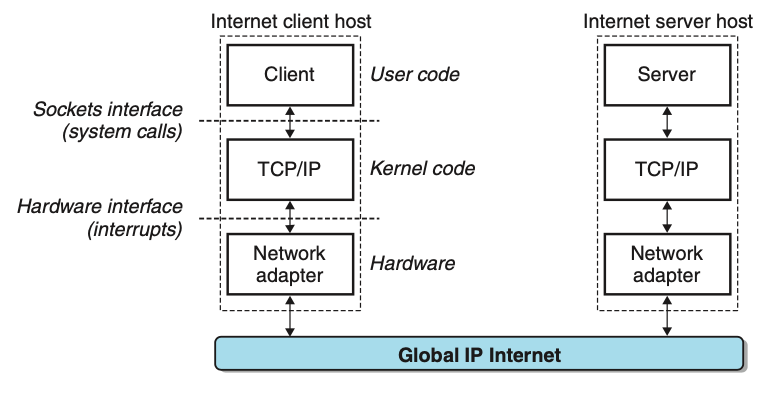 Internet client host
Internet server host
Client
User code
Server
Sockets interface
(system calls)
TCP/IP
Kernel code
TCP/IP
Hardware interface
(interrupts)
Network
adapter
Hardware
Network
adapter
Global IP Internet